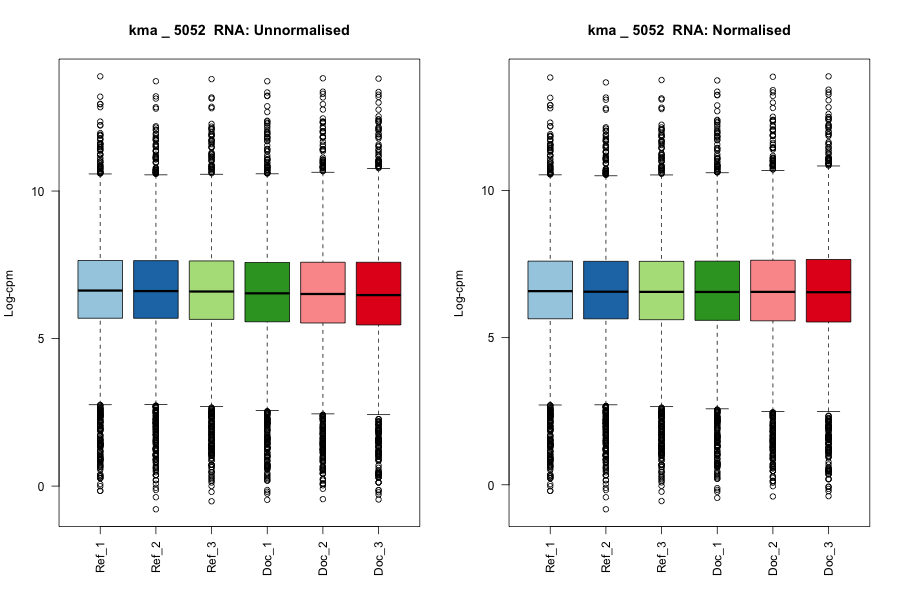 kma _ 5052  RNA: Unnormalised
Log-cpm
10
5
0
Ref_1
Ref_2
Ref_3
Doc_1
Doc_2
Doc_3
kma _ 5052  RNA: Normalised
Log-cpm
10
5
0
Ref_1
Ref_2
Ref_3
Doc_1
Doc_2
Doc_3